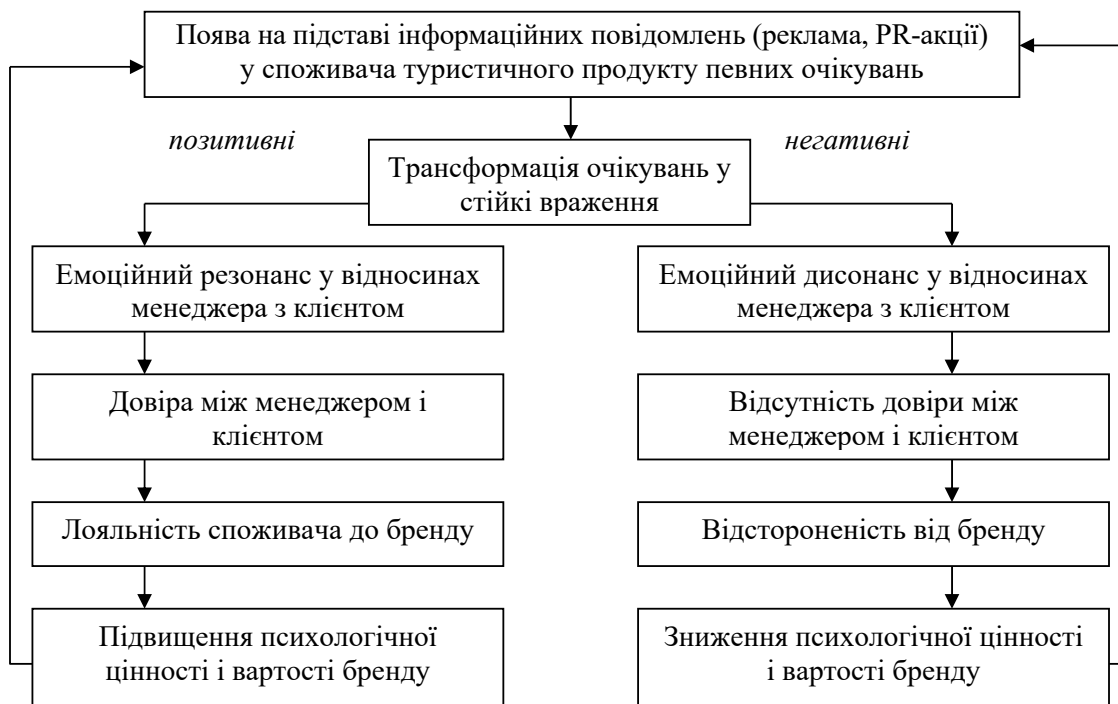 Поява на підставі інформаційних повідомлень (реклама, PR-акції)
у споживача туристичного продукту певних очікувань
позитивні
негативні
Трансформація очікувань у
стійкі враження
Емоційний резонанс у відносинах
менеджера з клієнтом
Емоційний дисонанс у відносинах
менеджера з клієнтом
Довіра між менеджером і
клієнтом
Відсутність довіри між
менеджером і клієнтом
Лояльність споживача до бренду
Відстороненість від бренду
Підвищення психологічної
цінності і вартості бренду
Зниження психологічної цінності
і вартості бренду